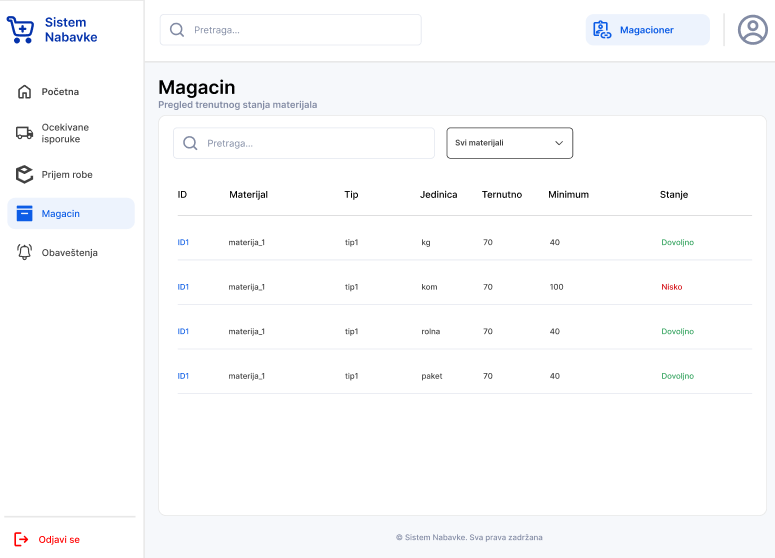 Sistem
Nabavke
Pretraga...
Magacioner
Početna
Ocekivane
isporuke
Prijem robe
Magacin
Obaveštenja
Odjavi se
Magacin
Pregled trenutnog stanja materijala
Pretraga...
Svi materijali
ID Materijal Tip Jedinica Ternutno Minimum Stanje
ID1 materija_1 tip1 kg 70 40 Dovoljno
ID1 materija_1 tip1 kom 70 100 Nisko
ID1 materija_1 tip1 rolna 70 40 Dovoljno
ID1 materija_1 tip1 paket 70 40 Dovoljno
© Sistem Nabavke. Sva prava zadržana